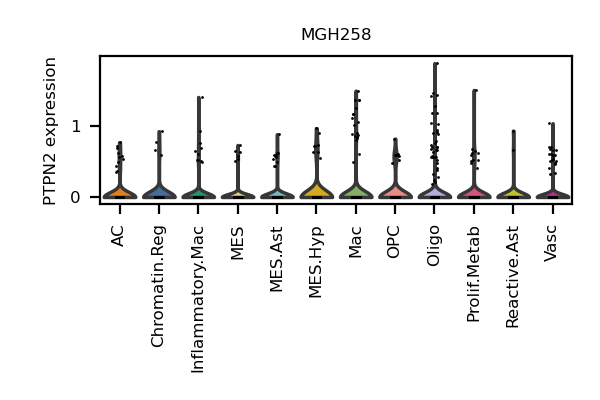 MGH258
PTPN2 expression
1
0
AC
Chromatin.Reg
Inflammatory.Mac
MES
MES.Ast
MES.Hyp
Mac
OPC
Oligo
Prolif.Metab
Reactive.Ast
Vasc